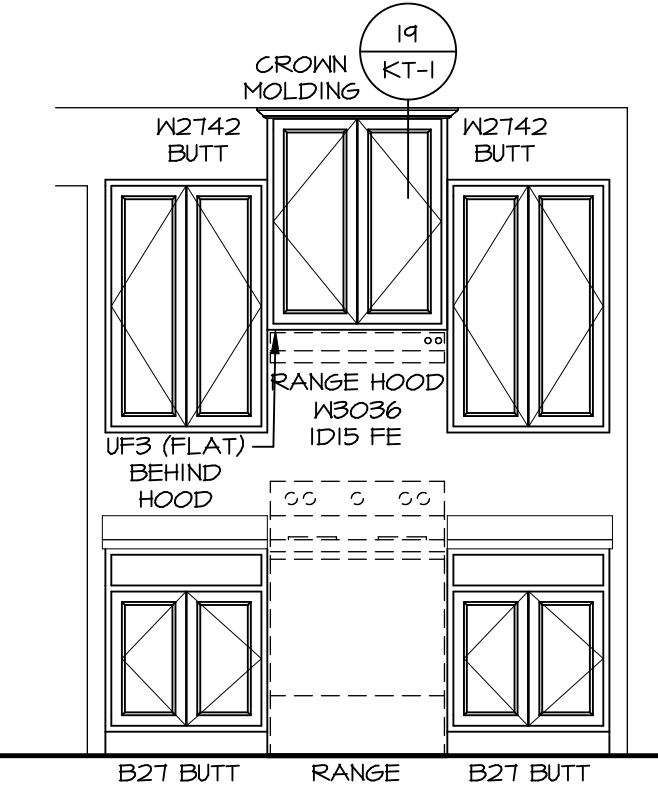 19
KT-1
CROWN
MOLDING
W2742
BUTT
W2742
BUTT
RANGE HOOD
W3036
1D15 FE
UF3 (FLAT)
BEHIND
HOOD
B27 BUTT
RANGE
B27 BUTT